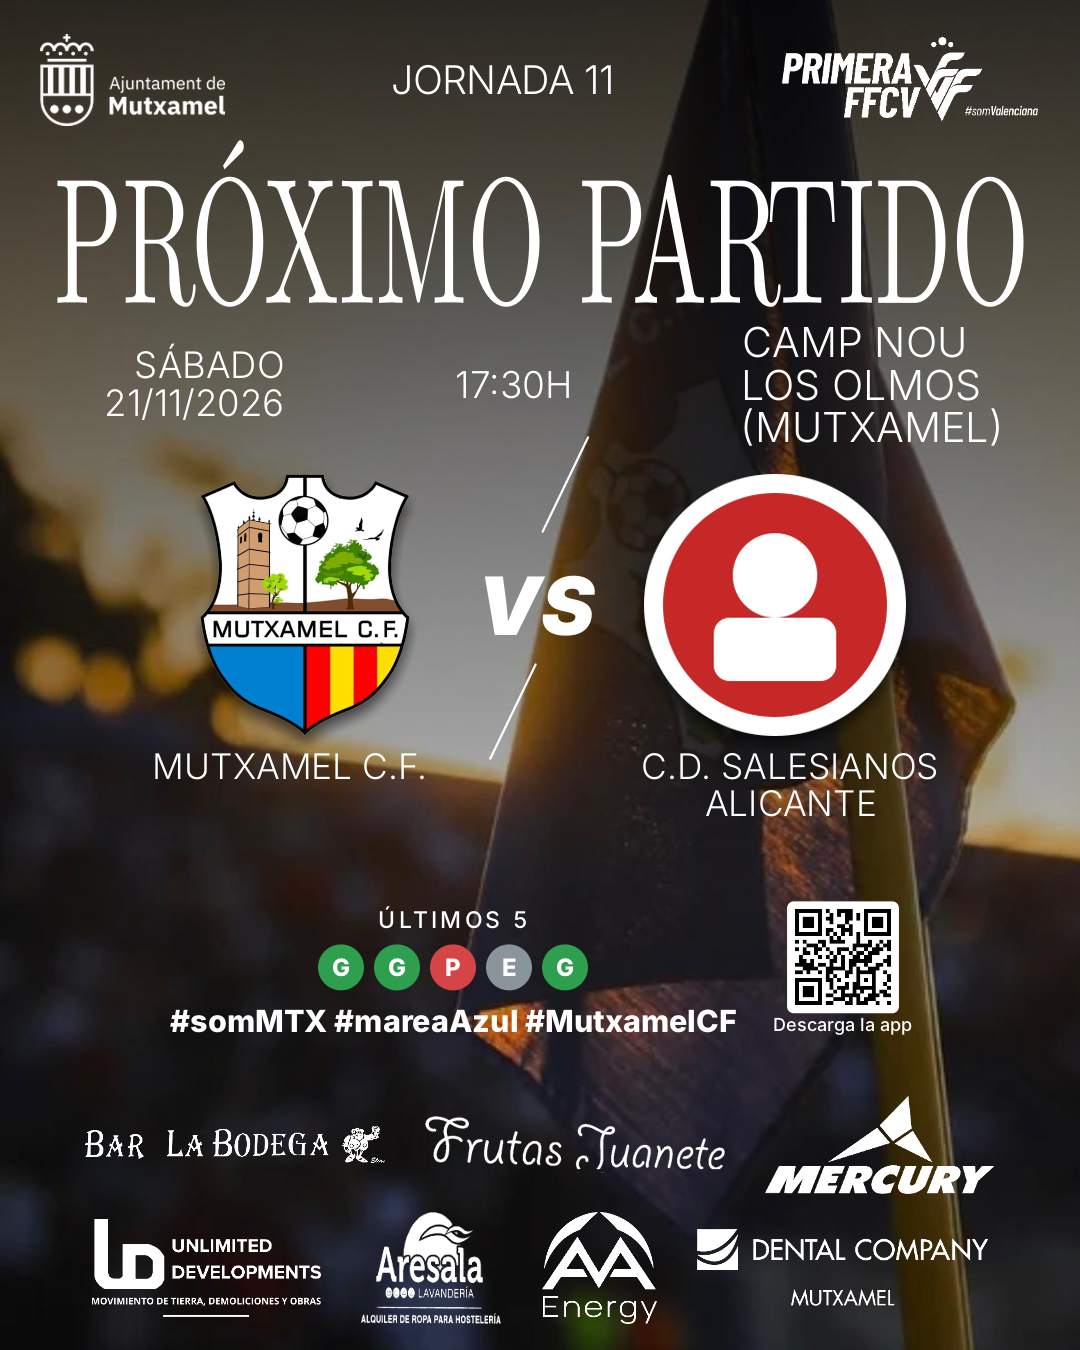 Ajuntament de
Mutxamel
JORNADA 11
PRIMERA
FFCV
#somValenciana
PRÓXIMO PARTIDO
SÁBADO
21/11/2026
17:30H
CAMP NOU
LOS OLMOS
(MUTXAMEL)
MUTXAMEL C.F.
VS
MUTXAMEL C.F.
C.D. SALESIANOS
ALICANTE
ÚLTIMOS 5
G G P E G
#somMTX #mareaAzul #MutxamelCF
Descarga la app
BAR LA BODEGA
Frutas Juanete
MERCURY
UNLIMITED
DEVELOPMENTS
MOVIMIENTO DE TIERRA, DEMOLICIONES Y OBRAS
Aresala
LAVANDERÍA
ALQUILER DE ROPA PARA HOSTELERÍA
Energy
DENTAL COMPANY
MUTXAMEL